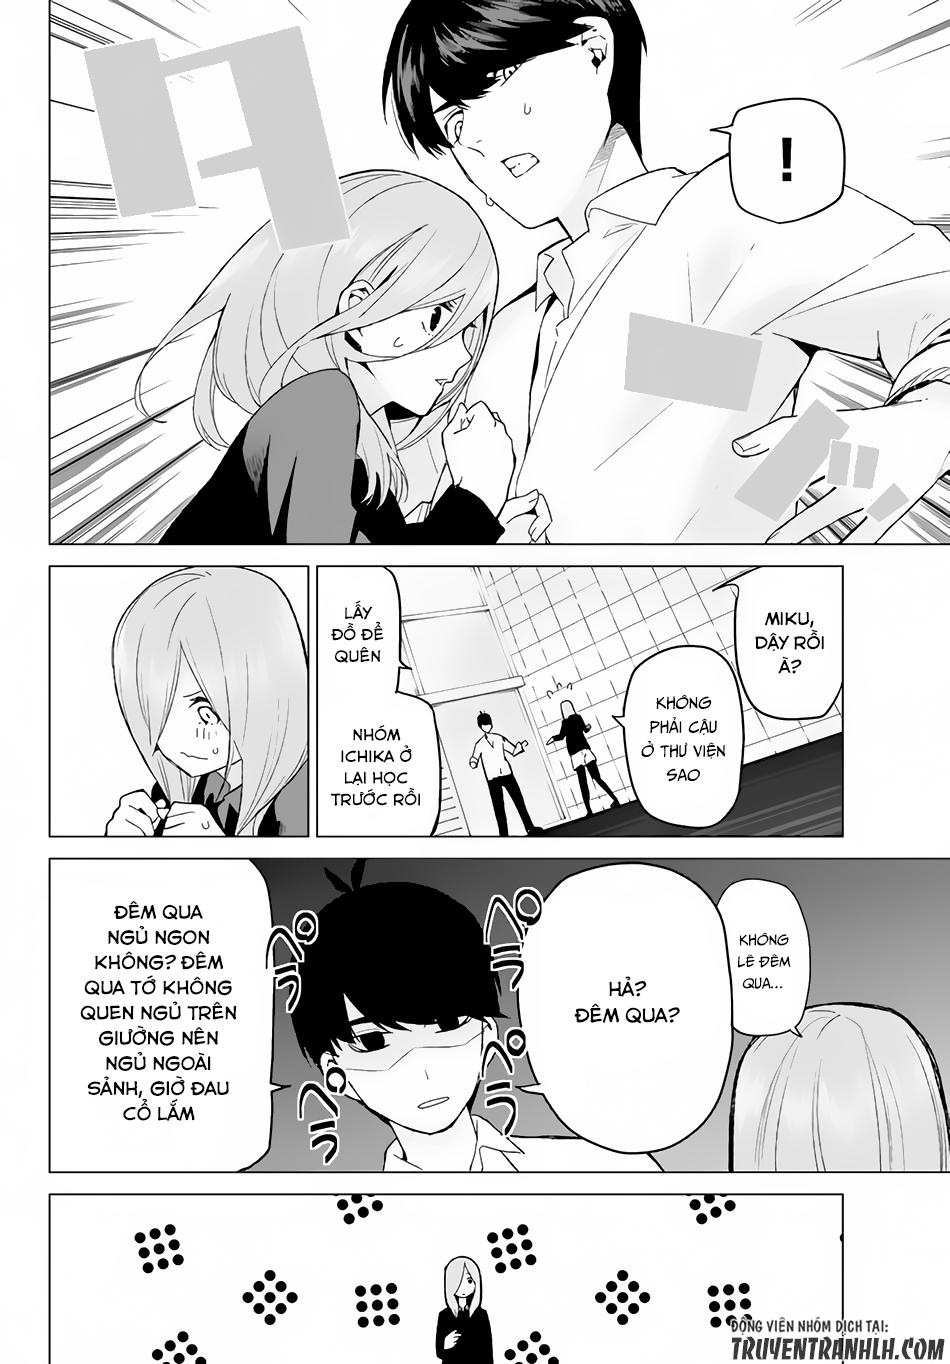 !
MIKU,
DẬY RỒI
À?
KHÔNG
PHẢI CẬU
Ở THƯ VIỆN
SAO
LẤY
ĐỒ ĐỂ
QUÊN
NHÓM
ICHIKA Ở
LẠI HỌC
TRƯỚC RỒI
KHÔNG
LẼ ĐÊM
QUA...
HẢ?
ĐÊM QUA?
ĐÊM QUA
NGỦ NGON
KHÔNG? ĐÊM
QUA TỚ KHÔNG
QUEN NGỦ TRÊN
GIƯỜNG NÊN
NGỦ NGOÀI
SẢNH, GIỜ ĐAU
CỔ LẮM
ĐỘNG VIÊN NHÓM DỊCH TẠI:
TRUYENTRANHLH.COM